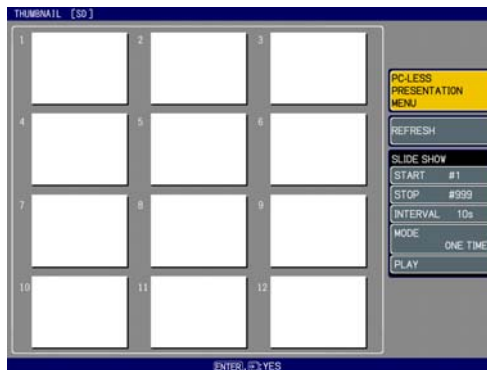 THUMBNAIL [SD]
1 2 3
4 5 6
7 8 9
10 11 12
PC-LESS
PRESENTATION
MENU
REFRESH
SLIDE SHOW
START #1
STOP #999
INTERVAL 10s
MODE
ONE TIME
PLAY
ENTER, :YES